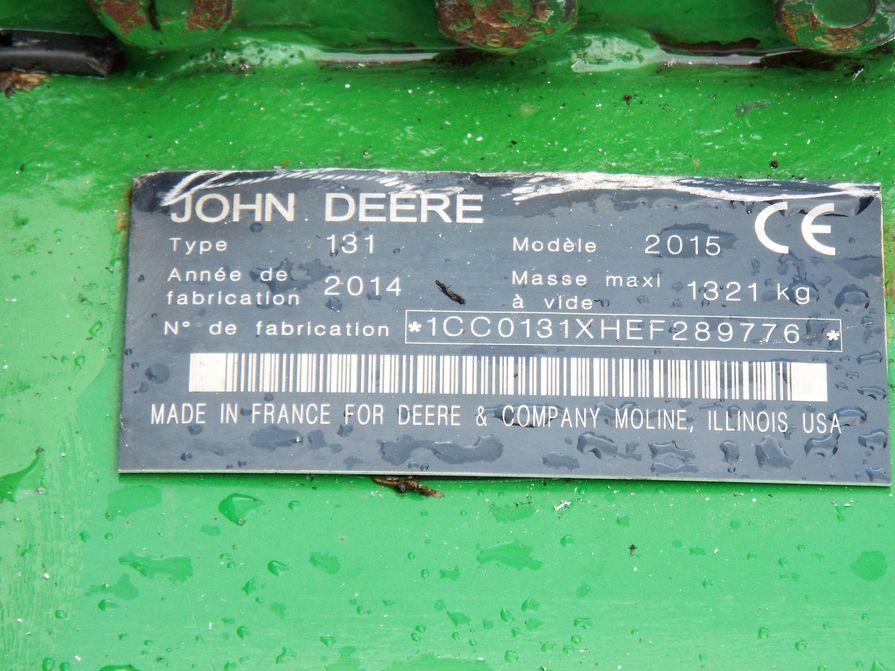 JOHN DEERE CE
Type 131 Modèle 2015
Année de fabrication 2014 Masse maxi à vide 1321 kg
N° de fabrication *1CC0131XHEF289776*
MADE IN FRANCE FOR DEERE & COMPANY MOLINE, ILLINOIS USA